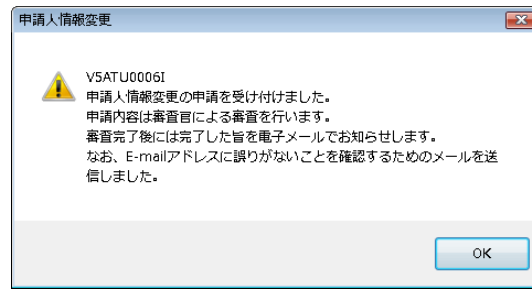 申請人情報変更
V5ATU0006I
申請人情報変更の申請を受け付けました。
申請内容は審査官による審査を行います。
審査完了後には完了した旨を電子メールでお知らせします。
なお、E-mailアドレスに誤りがないことを確認するためのメールを送
信しました。
OK